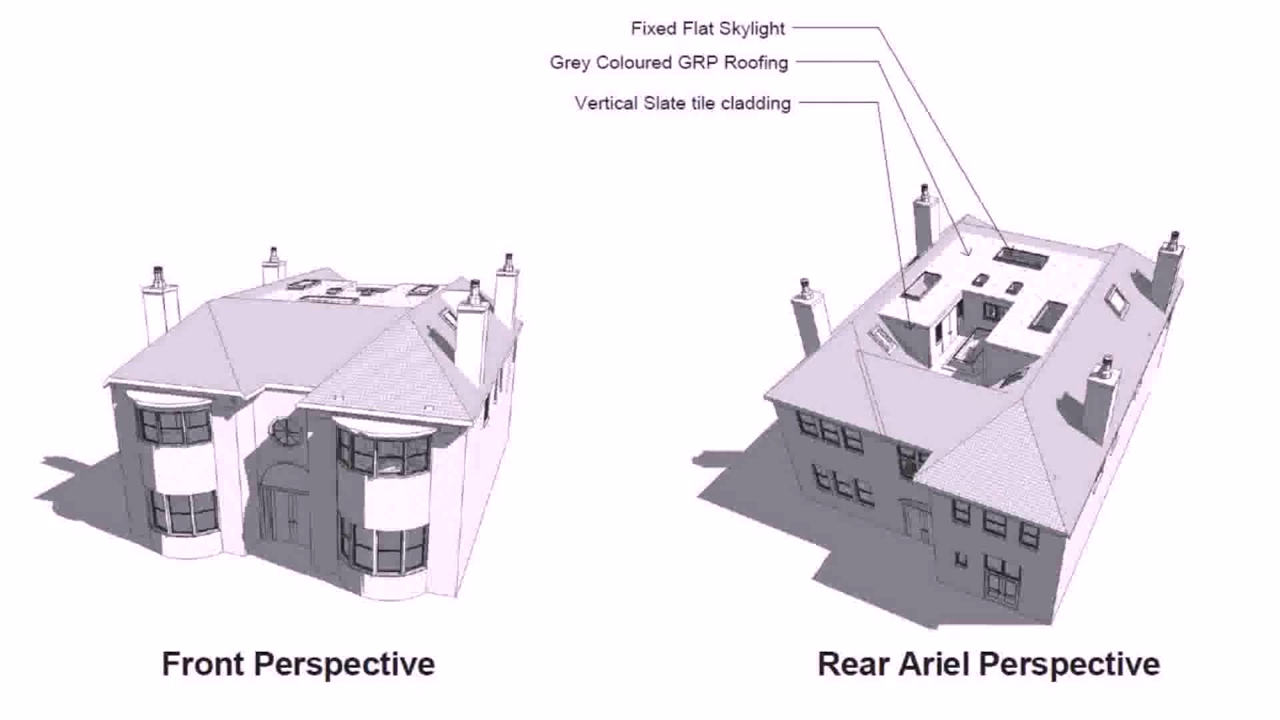 Fixed Flat Skylight
Grey Coloured GRP Roofing
Vertical Slate tile cladding
Front Perspective
Rear Ariel Perspective